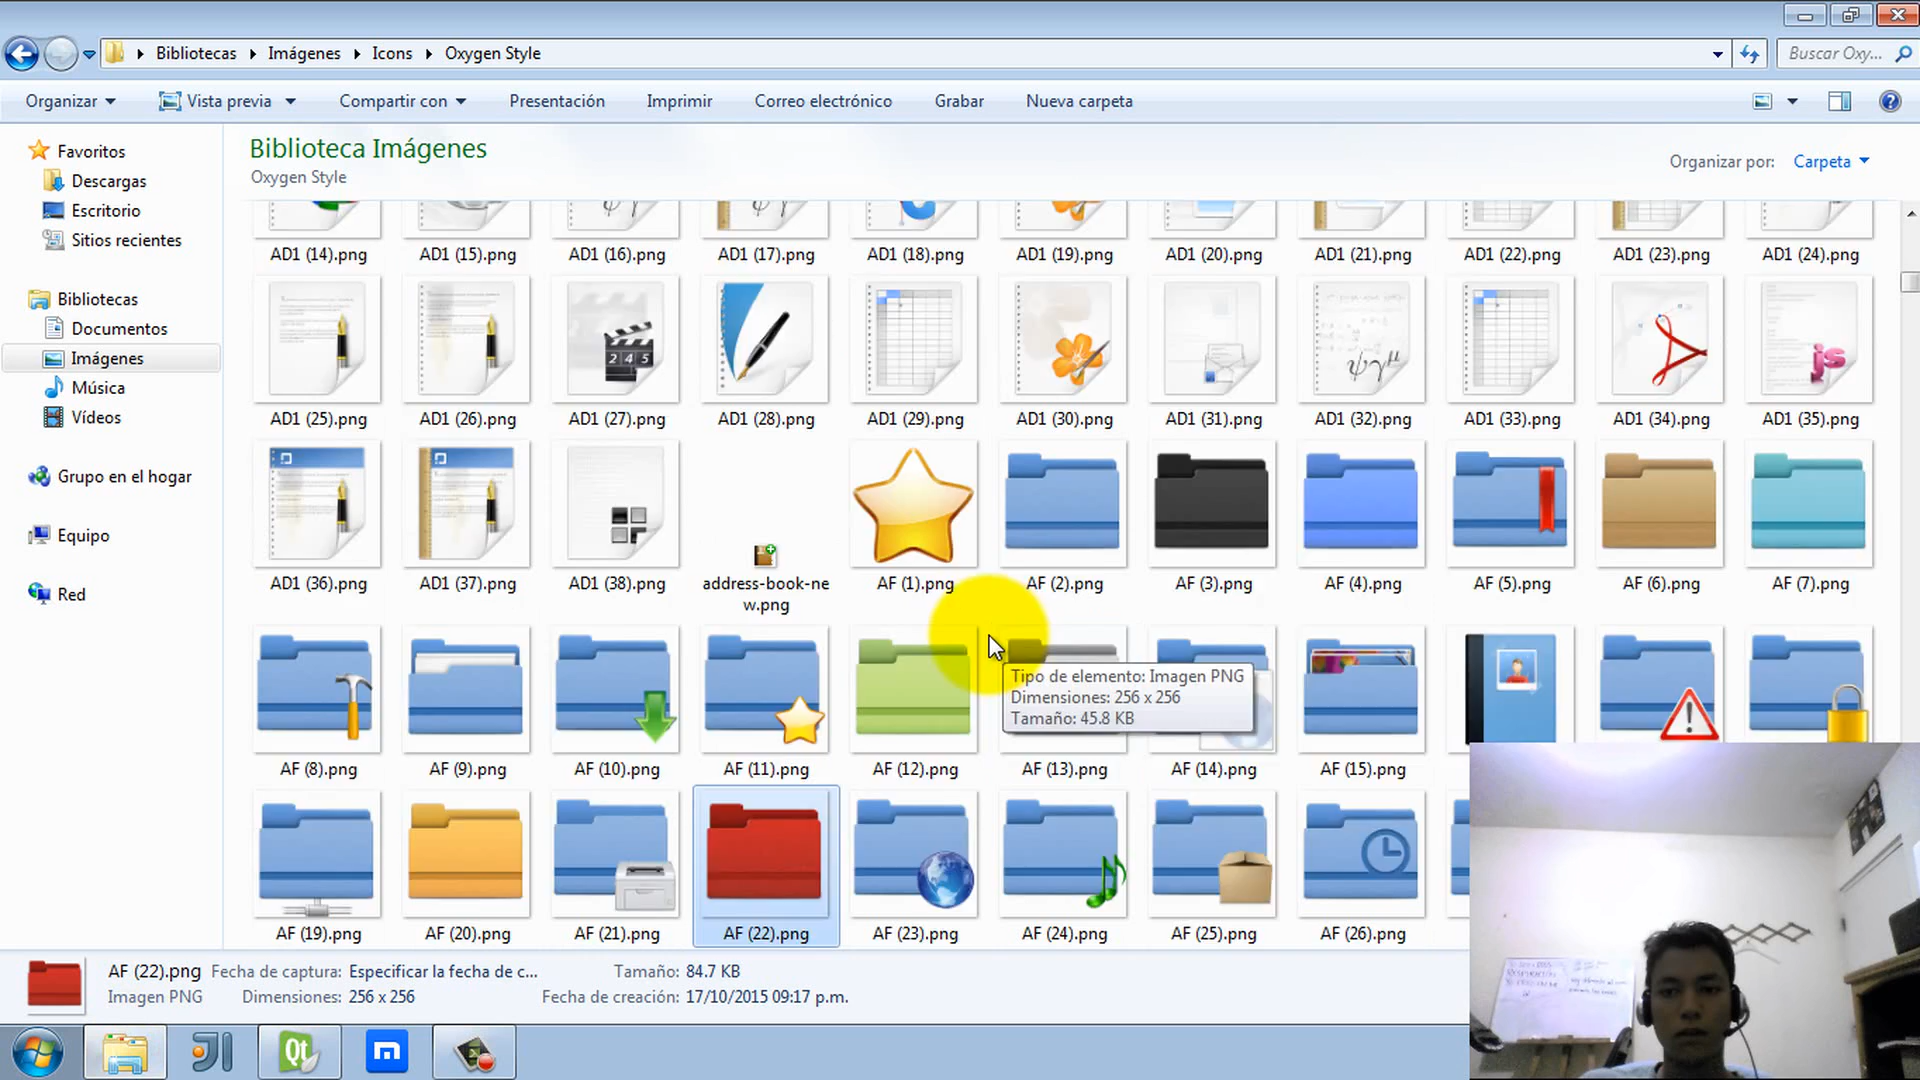 Bibliotecas Imágenes Icons Oxygen Style
Buscar Oxy...
Organizar Vista previa Compartir con Presentación Imprimir Correo electrónico Grabar Nueva carpeta
Favoritos
Descargas
Escritorio
Sitios recientes
Bibliotecas
Documentos
Imágenes
Música
Vídeos
Grupo en el hogar
Equipo
Red
Biblioteca Imágenes
Oxygen Style
Organizar por: Carpeta
AD1 (14).png AD1 (15).png AD1 (16).png AD1 (17).png AD1 (18).png AD1 (19).png AD1 (20).png AD1 (21).png AD1 (22).png AD1 (23).png AD1 (24).png
2 4 5
js
AD1 (25).png AD1 (26).png AD1 (27).png AD1 (28).png AD1 (29).png AD1 (30).png AD1 (31).png AD1 (32).png AD1 (33).png AD1 (34).png AD1 (35).png
AD1 (36).png AD1 (37).png AD1 (38).png address-book-ne AF (1).png AF (2).png AF (3).png AF (4).png AF (5).png AF (6).png AF (7).png
w.png
Tipo de elemento: Imagen PNG
Dimensiones: 256 x 256
Tamaño: 45.8 KB
AF (8).png AF (9).png AF (10).png AF (11).png AF (12).png AF (13).png AF (14).png AF (15).png
AF (19).png AF (20).png AF (21).png AF (22).png AF (23).png AF (24).png AF (25).png AF (26).png
AF (22).png Fecha de captura: Especificar la fecha de c... Tamaño: 84.7 KB
Imagen PNG Dimensiones: 256 x 256 Fecha de creación: 17/10/2015 09:17 p.m.
Qt
m